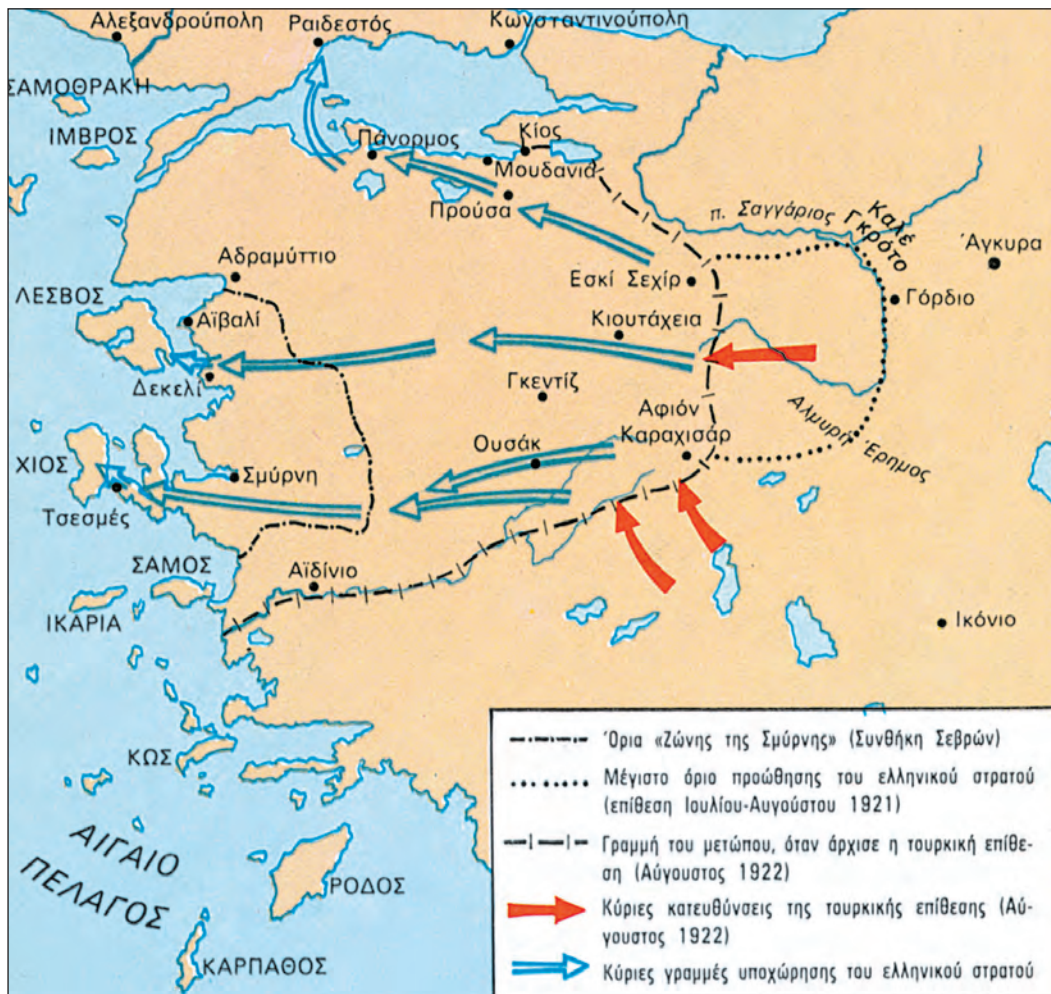 Αλεξανδρούπολη
Ραιδεστός
Κωνσταντινούπολη
ΣΑΜΟΘΡΑΚΗ
ΙΜΒΡΟΣ
Πάνορμος
Κίος
Μουδανιά
Προύσα
π. Σαγγάριος
Καλέ
Γκρότο
Άγκυρα
Αδραμύττιο
Εσκί Σεχίρ
Γόρδιο
ΛΕΣΒΟΣ
Αϊβαλί
Κιουτάχεια
Δεκελί
Γκεντίζ
Αλμυρή Έρημος
Αφιόν
Καραχισάρ
Ουσάκ
ΧΙΟΣ
Σμύρνη
Τσεσμές
ΣΑΜΟΣ
Αϊδίνιο
ΙΚΑΡΙΑ
Ικόνιο
ΚΩΣ
ΑΙΓΑΙΟ
ΠΕΛΑΓΟΣ
ΡΟΔΟΣ
ΚΑΡΠΑΘΟΣ
Όρια «Ζώνης της Σμύρνης» (Συνθήκη Σεβρών)
Μέγιστο όριο προώθησης του ελληνικού στρατού
(επίθεση Ιουλίου-Αυγούστου 1921)
Γραμμή του μετώπου, όταν άρχισε η τουρκική επίθε-
ση (Αύγουστος 1922)
Κύριες κατευθύνσεις της τουρκικής επίθεσης (Αύ-
γουστος 1922)
Κύριες γραμμές υποχώρησης του ελληνικού στρατού